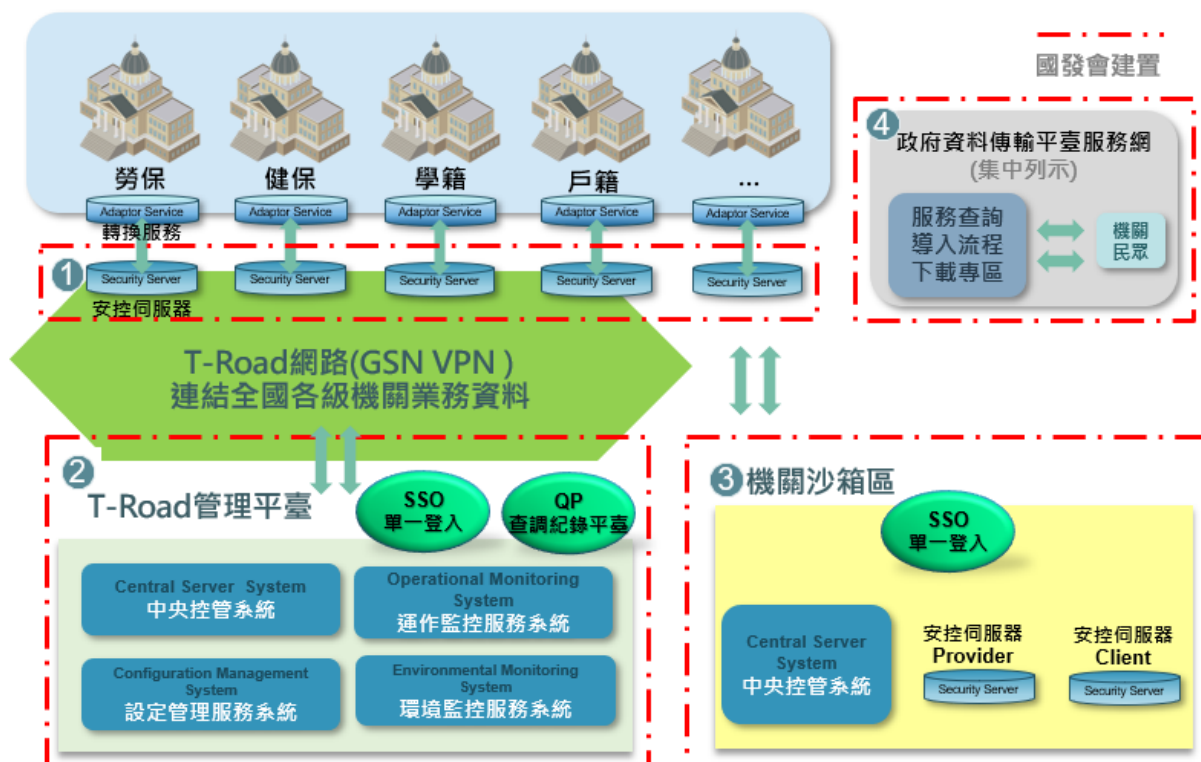 國發會建置
勞保
健保
學籍
戶籍
...
Adaptor Service
Adaptor Service
Adaptor Service
Adaptor Service
Adaptor Service
轉換服務
1
Security Server
Security Server
Security Server
Security Server
Security Server
安控伺服器
T-Road網路(GSN VPN )
連結全國各級機關業務資料
4
政府資料傳輸平臺服務網
(集中列示)
服務查詢
導入流程
下載專區
機關
民眾
2
T-Road管理平臺
SSO
單一登入
QP
查調紀錄平臺
Central Server System
中央控管系統
Operational Monitoring
System
運作監控服務系統
Configuration Management
System
設定管理服務系統
Environmental Monitoring
System
環境監控服務系統
3
機關沙箱區
SSO
單一登入
Central Server
System
中央控管系統
安控伺服器
Provider
Security Server
安控伺服器
Client
Security Server